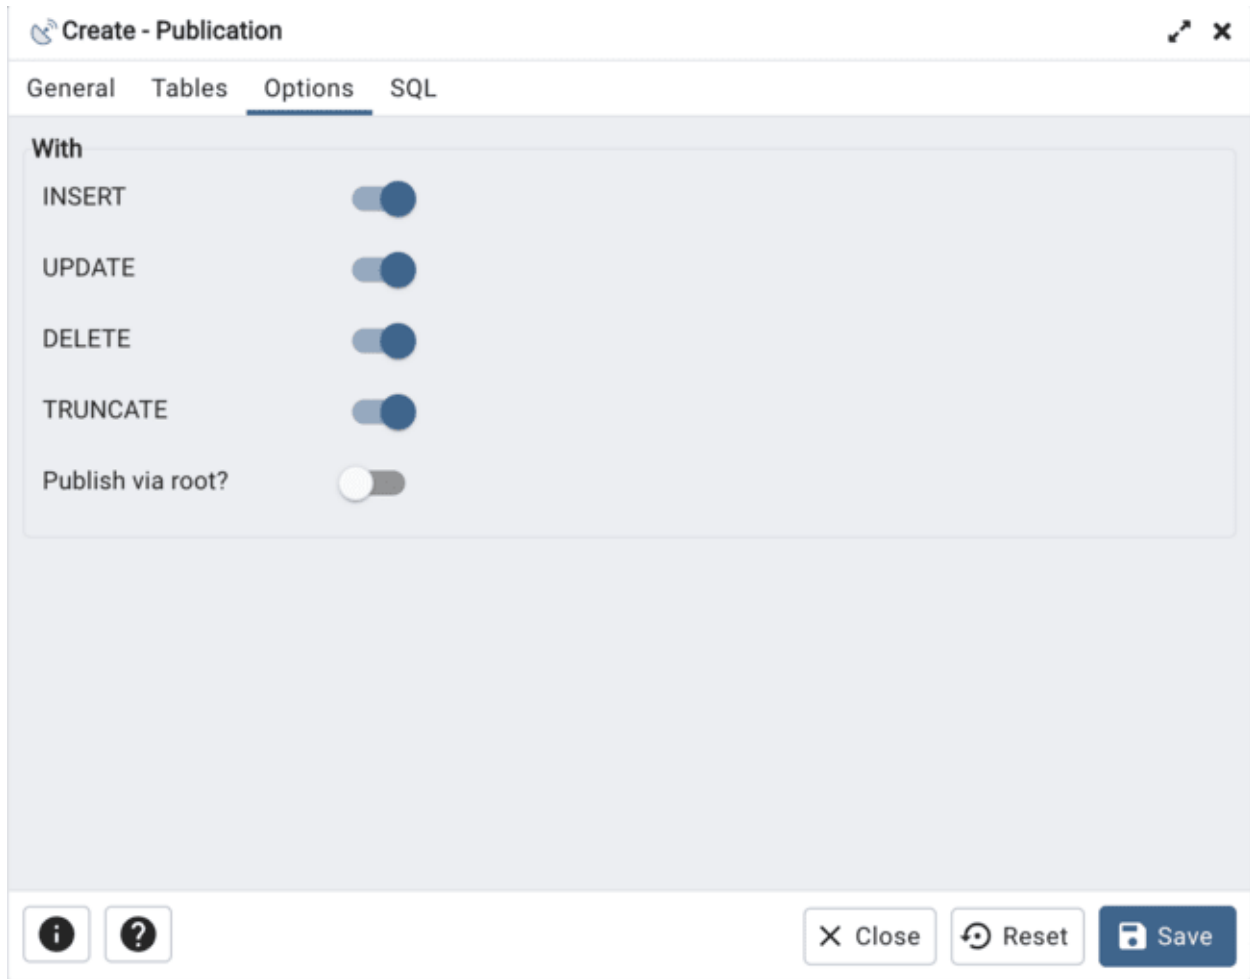 Create - Publication
General Tables Options SQL
With
INSERT
UPDATE
DELETE
TRUNCATE
Publish via root?
Close Reset Save